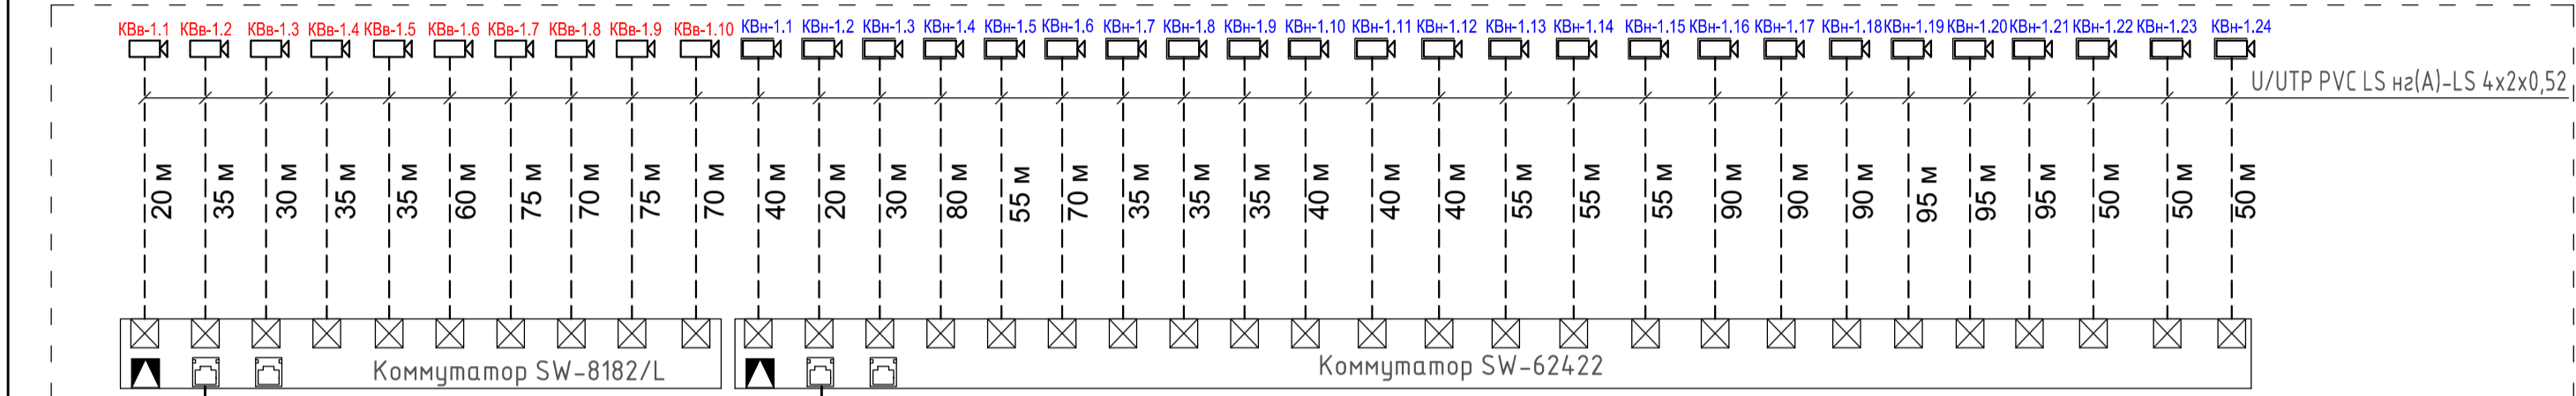 КВв-1.1 КВв-1.2 КВв-1.3 КВв-1.4 КВв-1.5 КВв-1.6 КВв-1.7 КВв-1.8 КВв-1.9 КВв-1.10 КВн-1.1 КВн-1.2 КВн-1.3 КВн-1.4 КВн-1.5 КВн-1.6 КВн-1.7 КВн-1.8 КВн-1.9 КВн-1.10 КВн-1.11 КВн-1.12 КВн-1.13 КВн-1.14 КВн-1.15 КВн-1.16 КВн-1.17 КВн-1.18 КВн-1.19 КВн-1.20 КВн-1.21 КВн-1.22 КВн-1.23 КВн-1.24
U/UTP PVC LS нг(А)-LS 4х2х0,52
20 м 35 м 30 м 35 м 35 м 60 м 75 м 70 м 75 м 70 м 40 м 20 м 30 м 80 м 55 м 70 м 35 м 35 м 35 м 40 м 40 м 40 м 55 м 55 м 55 м 90 м 90 м 90 м 95 м 95 м 95 м 50 м 50 м 50 м
Коммутатор SW-8182/L
Коммутатор SW-62422